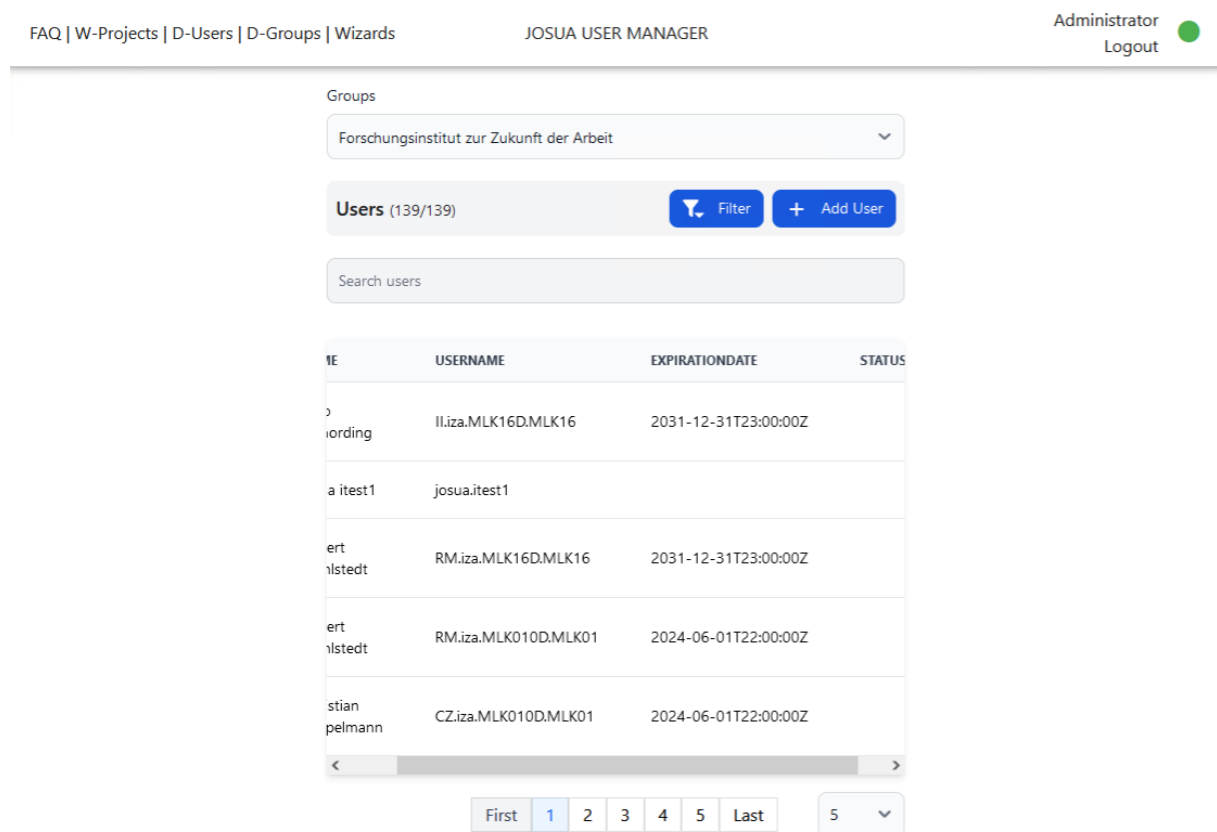 FAQ | W-Projects | D-Users | D-Groups | Wizards
JOSUA USER MANAGER
Administrator
Logout
Groups
Forschungsinstitut zur Zukunft der Arbeit
Users (139/139)
Filter
+ Add User
Search users
USERNAME EXPIRATIONDATE STATUS
II.iza.MLK16D.MLK16 2031-12-31T23:00:00Z
a itest1 josua.itest1
RM.iza.MLK16D.MLK16 2031-12-31T23:00:00Z
RM.iza.MLK010D.MLK01 2024-06-01T22:00:00Z
stian
pelmann CZ.iza.MLK010D.MLK01 2024-06-01T22:00:00Z
First 1 2 3 4 5 Last 5